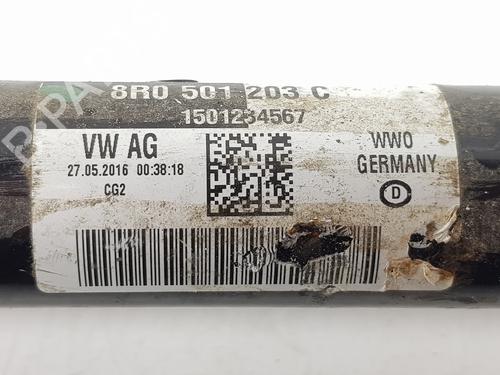 8R0 501 203 C
1501234567
VW AG
27.05.2016 00:38:18
CG2
WWO
GERMANY
D